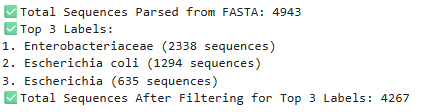 ✅Total Sequences Parsed from FASTA: 4943
✅Top 3 Labels:
1. Enterobacteriaceae (2338 sequences)
2. Escherichia coli (1294 sequences)
3. Escherichia (635 sequences)
✅Total Sequences After Filtering for Top 3 Labels: 4267